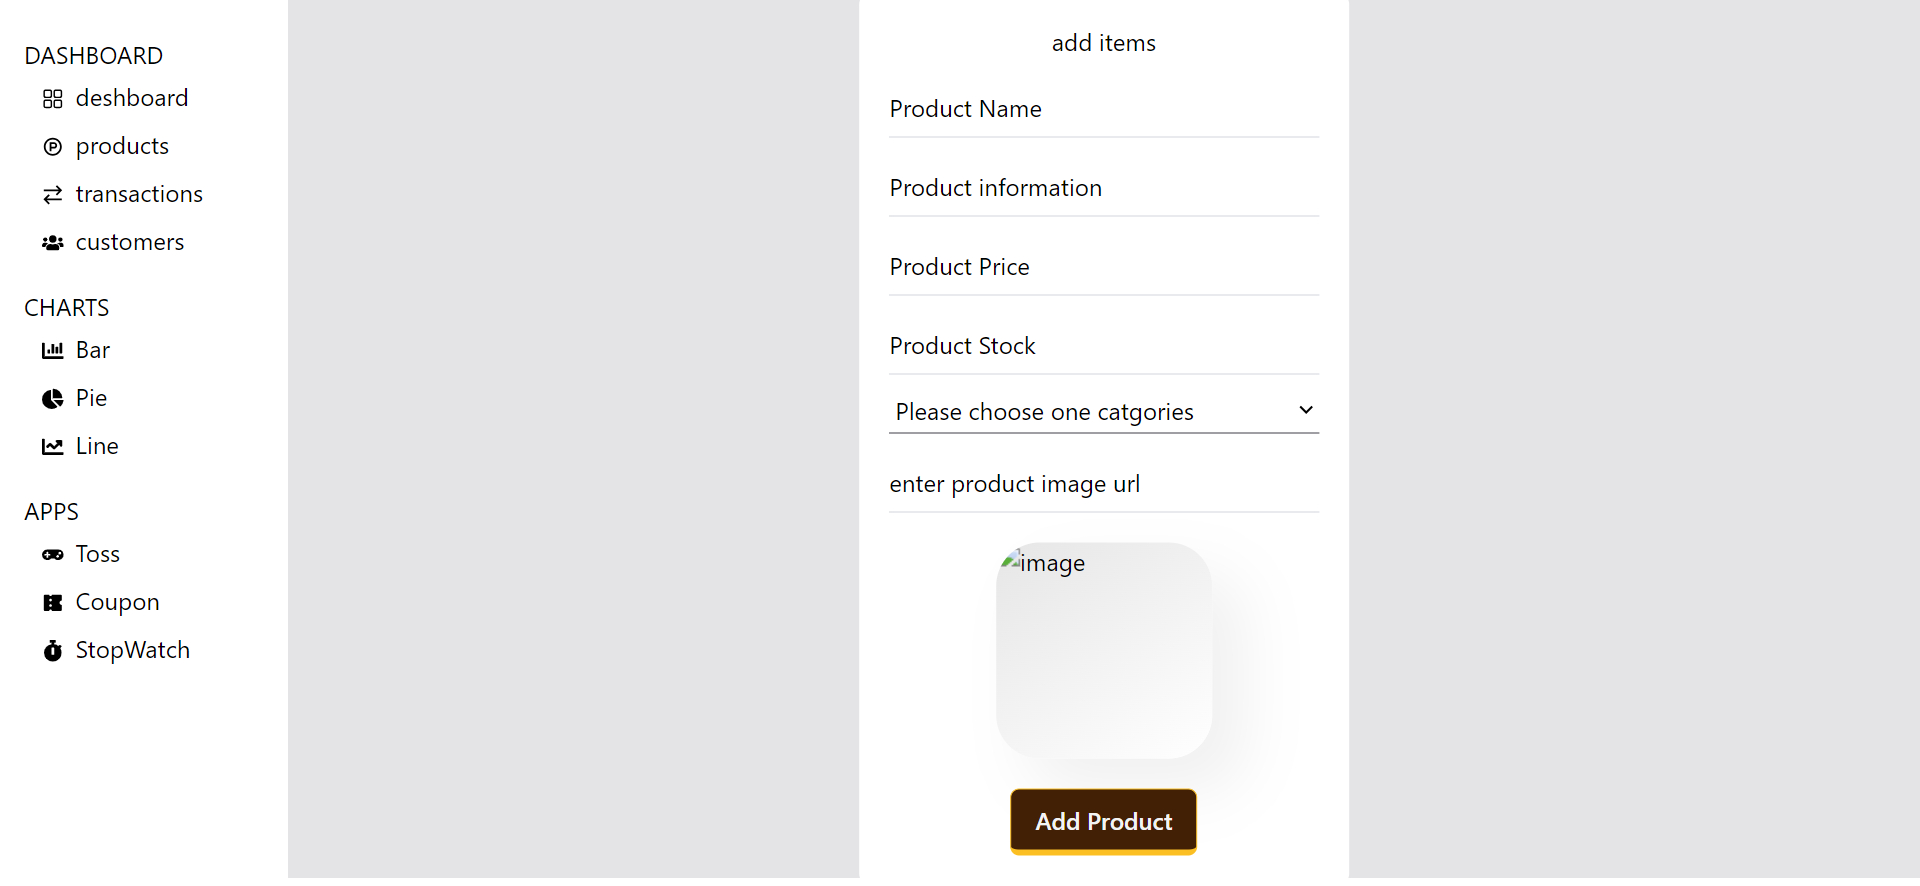 DASHBOARD
deshboard
products
transactions
customers
CHARTS
Bar
Pie
Line
APPS
Toss
Coupon
StopWatch
add items
Product Name
Product information
Product Price
Product Stock
Please choose one catgories
enter product image url
image
Add Product